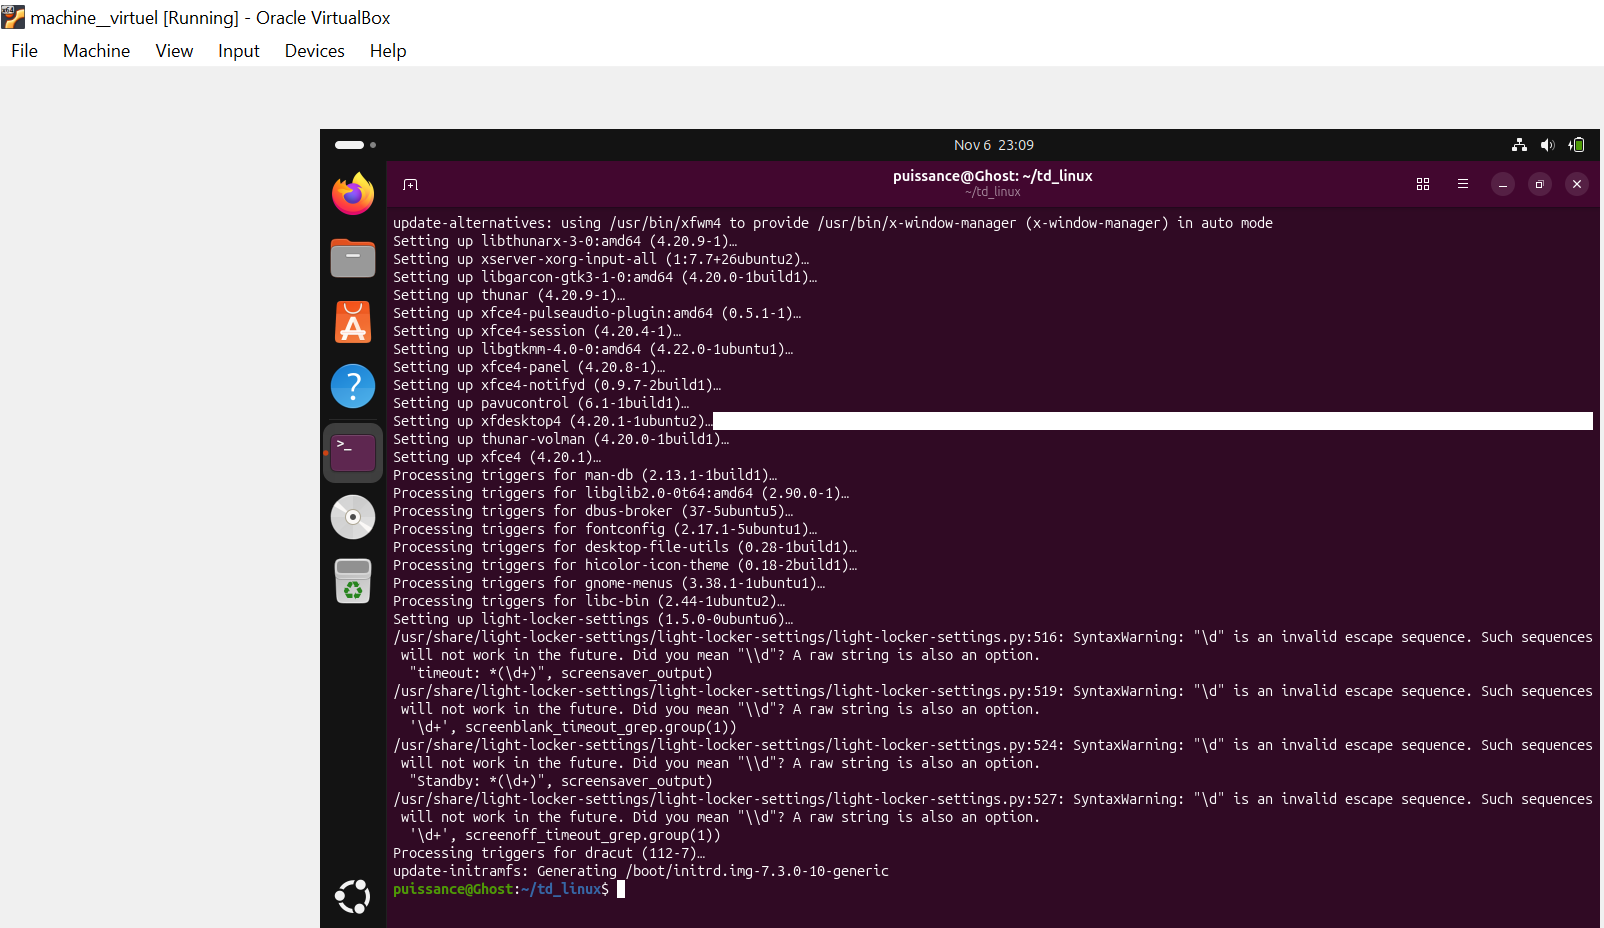 machine__virtuel [Running] - Oracle VirtualBox
File Machine View Input Devices Help
Nov 6 23:09
puissance@Ghost: ~/td_linux
~/td_linux
update-alternatives: using /usr/bin/xfwm4 to provide /usr/bin/x-window-manager (x-window-manager) in auto mode
Setting up libthunarx-3-0:amd64 (4.20.9-1)…
Setting up xserver-xorg-input-all (1:7.7+26ubuntu2)…
Setting up libgarcon-gtk3-1-0:amd64 (4.20.0-1build1)…
Setting up thunar (4.20.9-1)…
Setting up xfce4-pulseaudio-plugin:amd64 (0.5.1-1)…
Setting up xfce4-session (4.20.4-1)…
Setting up libgtkmm-4.0-0:amd64 (4.22.0-1ubuntu1)…
Setting up xfce4-panel (4.20.8-1)…
Setting up xfce4-notifyd (0.9.7-2build1)…
Setting up pavucontrol (6.1-1build1)…
Setting up xfdesktop4 (4.20.1-1ubuntu2)…
Setting up thunar-volman (4.20.0-1build1)…
Setting up xfce4 (4.20.1)…
Processing triggers for man-db (2.13.1-1build1)…
Processing triggers for libglib2.0-0t64:amd64 (2.90.0-1)…
Processing triggers for dbus-broker (37-5ubuntu5)…
Processing triggers for fontconfig (2.17.1-5ubuntu1)…
Processing triggers for desktop-file-utils (0.28-1build1)…
Processing triggers for hicolor-icon-theme (0.18-2build1)…
Processing triggers for gnome-menus (3.38.1-1ubuntu1)…
Processing triggers for libc-bin (2.44-1ubuntu2)…
Setting up light-locker-settings (1.5.0-0ubuntu6)…
/usr/share/light-locker-settings/light-locker-settings/light-locker-settings.py:516: SyntaxWarning: "\d" is an invalid escape sequence. Such sequences
will not work in the future. Did you mean "\\d"? A raw string is also an option.
"timeout: *(\d+)", screensaver_output)
/usr/share/light-locker-settings/light-locker-settings/light-locker-settings.py:519: SyntaxWarning: "\d" is an invalid escape sequence. Such sequences
will not work in the future. Did you mean "\\d"? A raw string is also an option.
'\d+', screenblank_timeout_grep.group(1))
/usr/share/light-locker-settings/light-locker-settings/light-locker-settings.py:524: SyntaxWarning: "\d" is an invalid escape sequence. Such sequences
will not work in the future. Did you mean "\\d"? A raw string is also an option.
"Standby: *(\d+)", screensaver_output)
/usr/share/light-locker-settings/light-locker-settings/light-locker-settings.py:527: SyntaxWarning: "\d" is an invalid escape sequence. Such sequences
will not work in the future. Did you mean "\\d"? A raw string is also an option.
'\d+', screenoff_timeout_grep.group(1))
Processing triggers for dracut (112-7)…
update-initramfs: Generating /boot/initrd.img-7.3.0-10-generic
puissance@Ghost:~/td_linux$